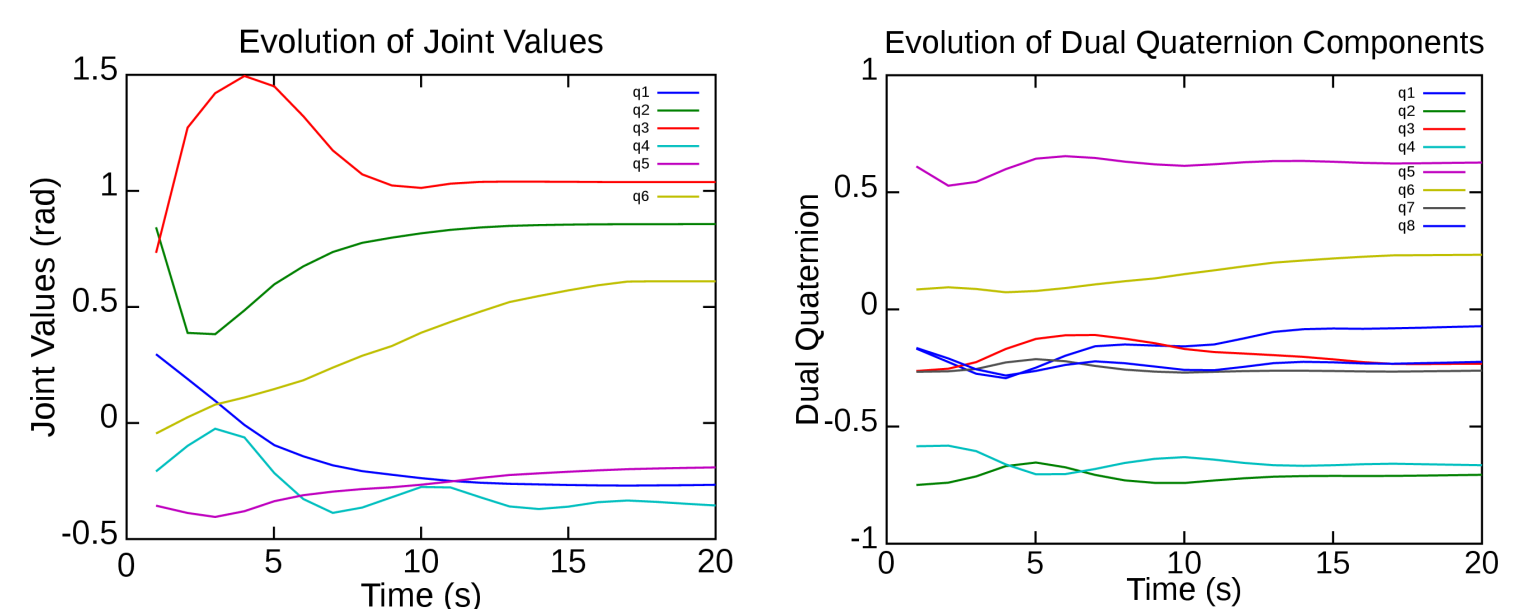 Evolution of Joint Values
1.5
1
0.5
0
-0.5
0
5
10
15
20
Joint Values (rad)
Time (s)
q1
q2
q3
q4
q5
q6
Evolution of Dual Quaternion Components
1
0.5
0
-0.5
-1
0
5
10
15
20
Dual Quaternion
Time (s)
q1
q2
q3
q4
q5
q6
q7
q8